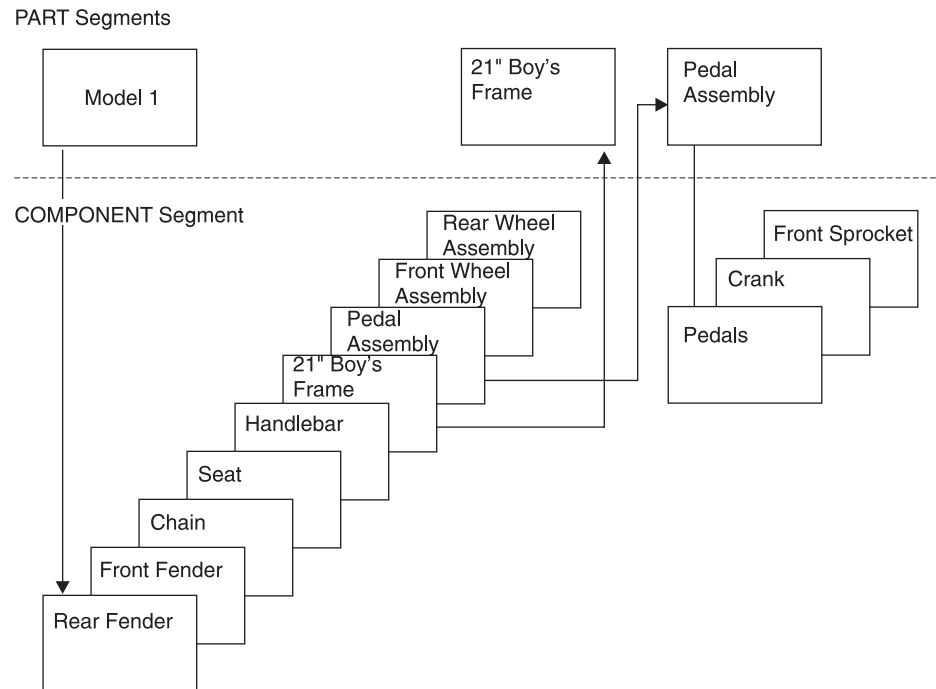 PART Segments
Model 1
21" Boy's
Frame
Pedal
Assembly
COMPONENT Segment
Rear Wheel
Assembly
Front Wheel
Assembly
Pedal
Assembly
21" Boy's
Frame
Handlebar
Seat
Chain
Front Fender
Rear Fender
Front Sprocket
Crank
Pedals